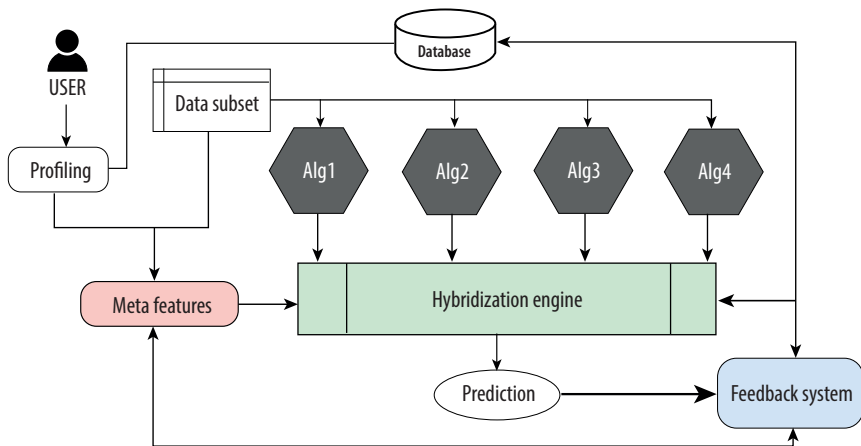 Database
USER
Data subset
Profiling
Alg1
Alg2
Alg3
Alg4
Meta features
Hybridization engine
Prediction
Feedback system